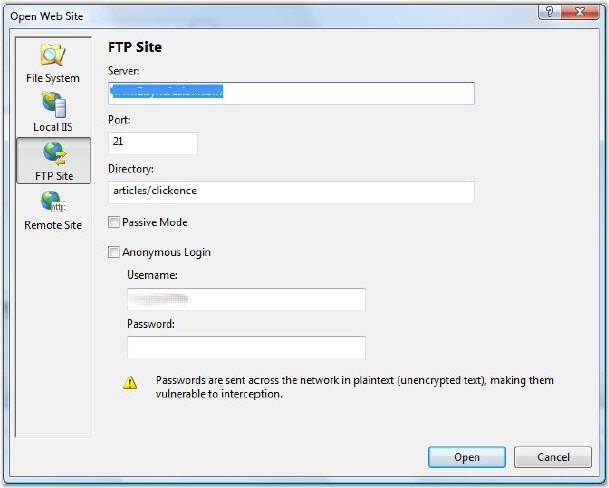 Open Web Site
File System
Local IIS
FTP Site
Remote Site
http:
FTP Site
Server:
Port:
21
Directory:
articles/clickonce
Passive Mode
Anonymous Login
Username:
Password:
Passwords are sent across the network in plaintext (unencrypted text), making them
vulnerable to interception.
Open
Cancel